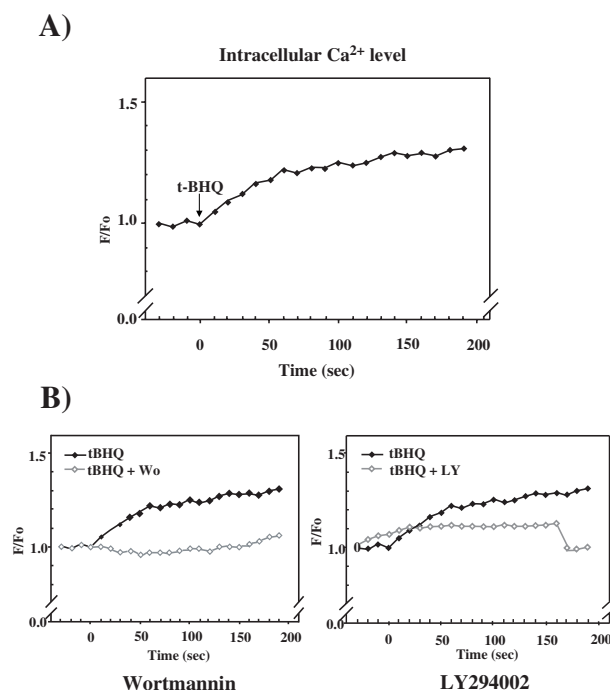 A)
Intracellular Ca²⁺ level
1.5
t-BHQ
1.0
F/Fo
0.0
0 50 100 150 200
Time (sec)
B)
tBHQ
tBHQ + Wo
1.5
1.0
F/Fo
0.0
0 50 100 150 200
Time (sec)
Wortmannin
tBHQ
tBHQ + LY
1.5
1.0
F/Fo
0.0
0 50 100 150 200
Time (sec)
LY294002